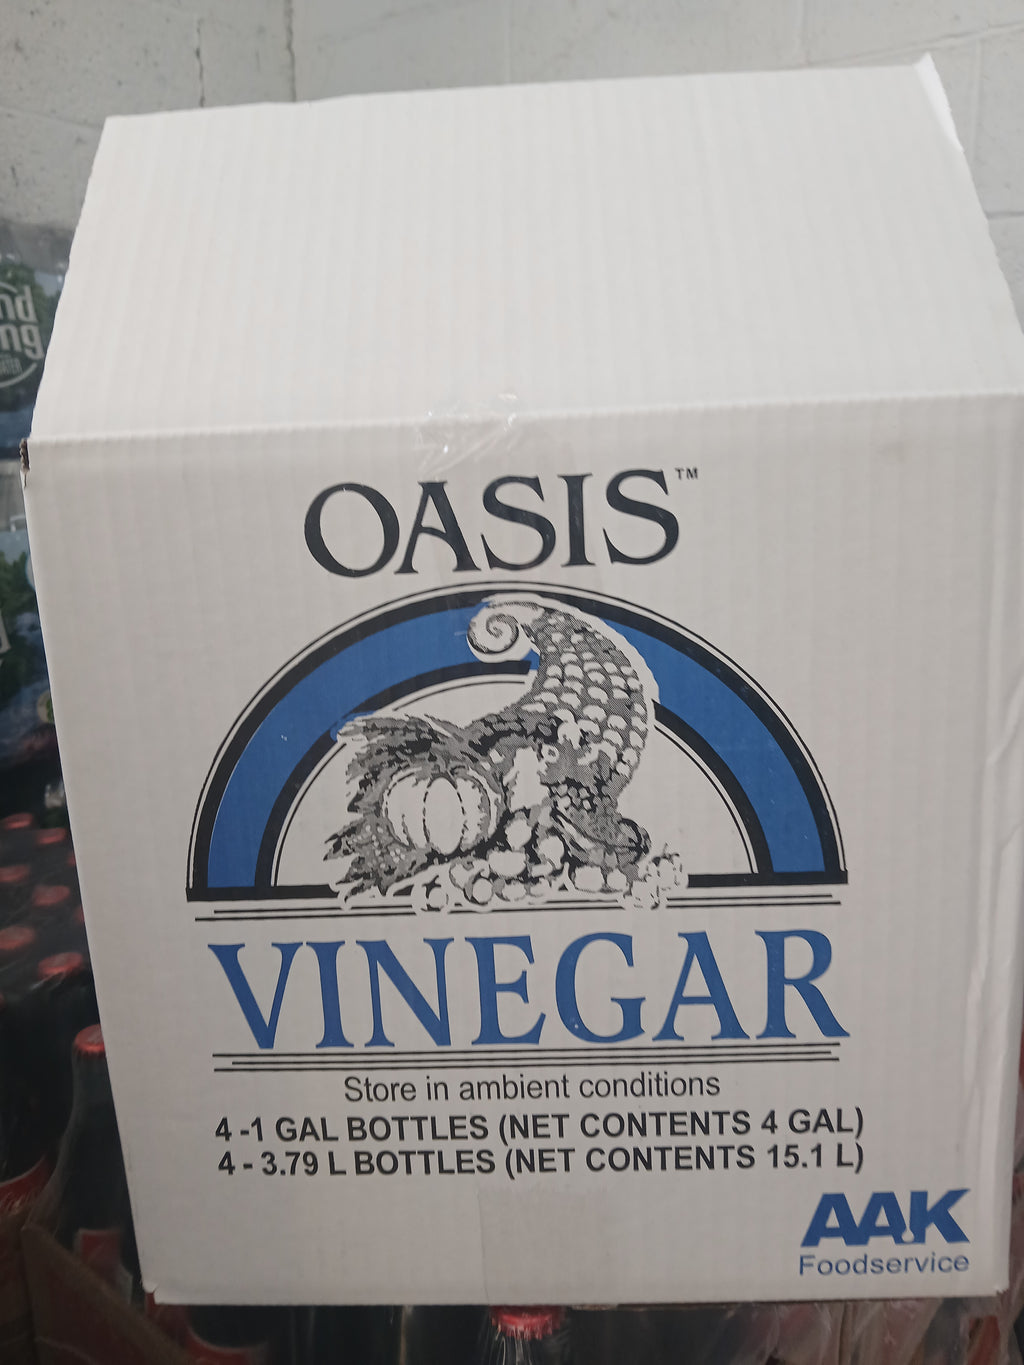 OASIS™
VINEGAR
Store in ambient conditions
4 -1 GAL BOTTLES (NET CONTENTS 4 GAL)
4 - 3.79 L BOTTLES (NET CONTENTS 15.1 L)
AAK
Foodservice